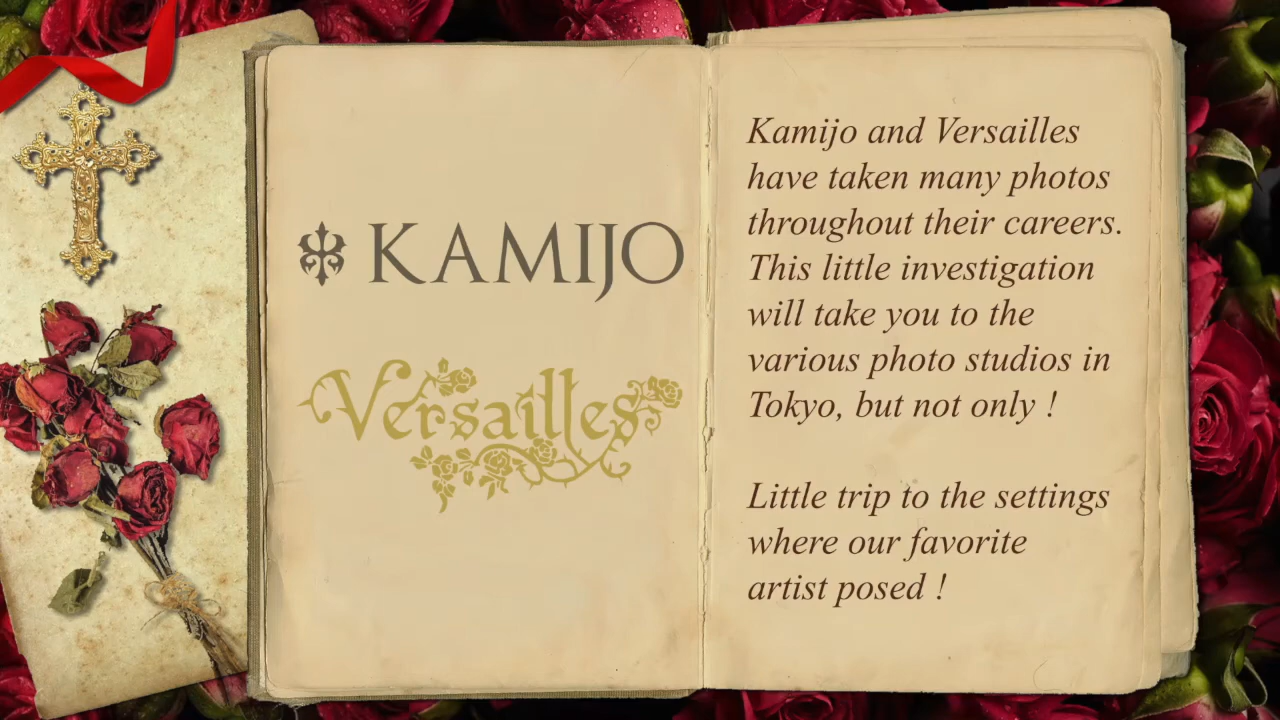 KAMIJO
Versailles
Kamijo and Versailles
have taken many photos
throughout their careers.
This little investigation
will take you to the
various photo studios in
Tokyo, but not only !
Little trip to the settings
where our favorite
artist posed !